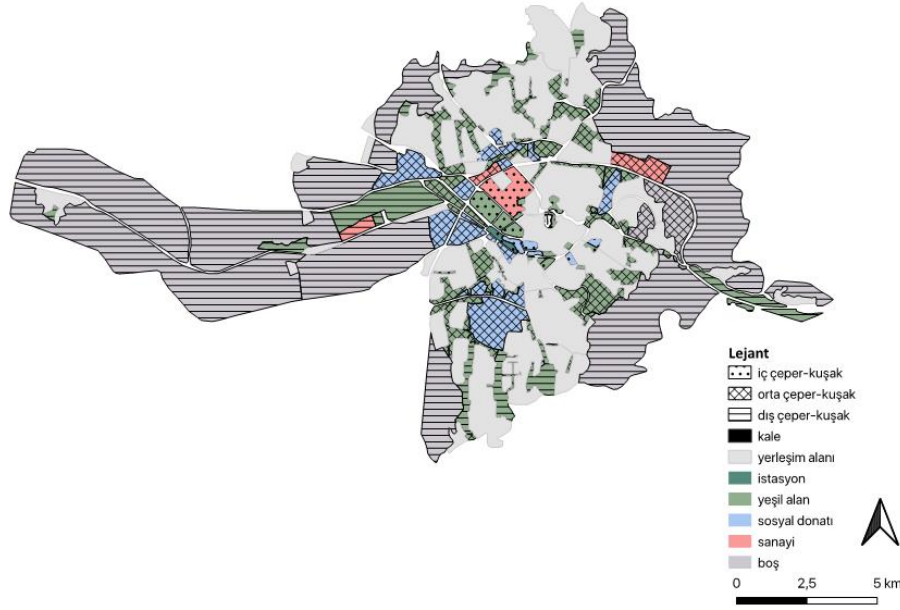 Lejant
iç çeper-kuşak
orta çeper-kuşak
dış çeper-kuşak
kale
yerleşim alanı
istasyon
yeşil alan
sosyal donatı
sanayi
boş
0 2,5 5 km